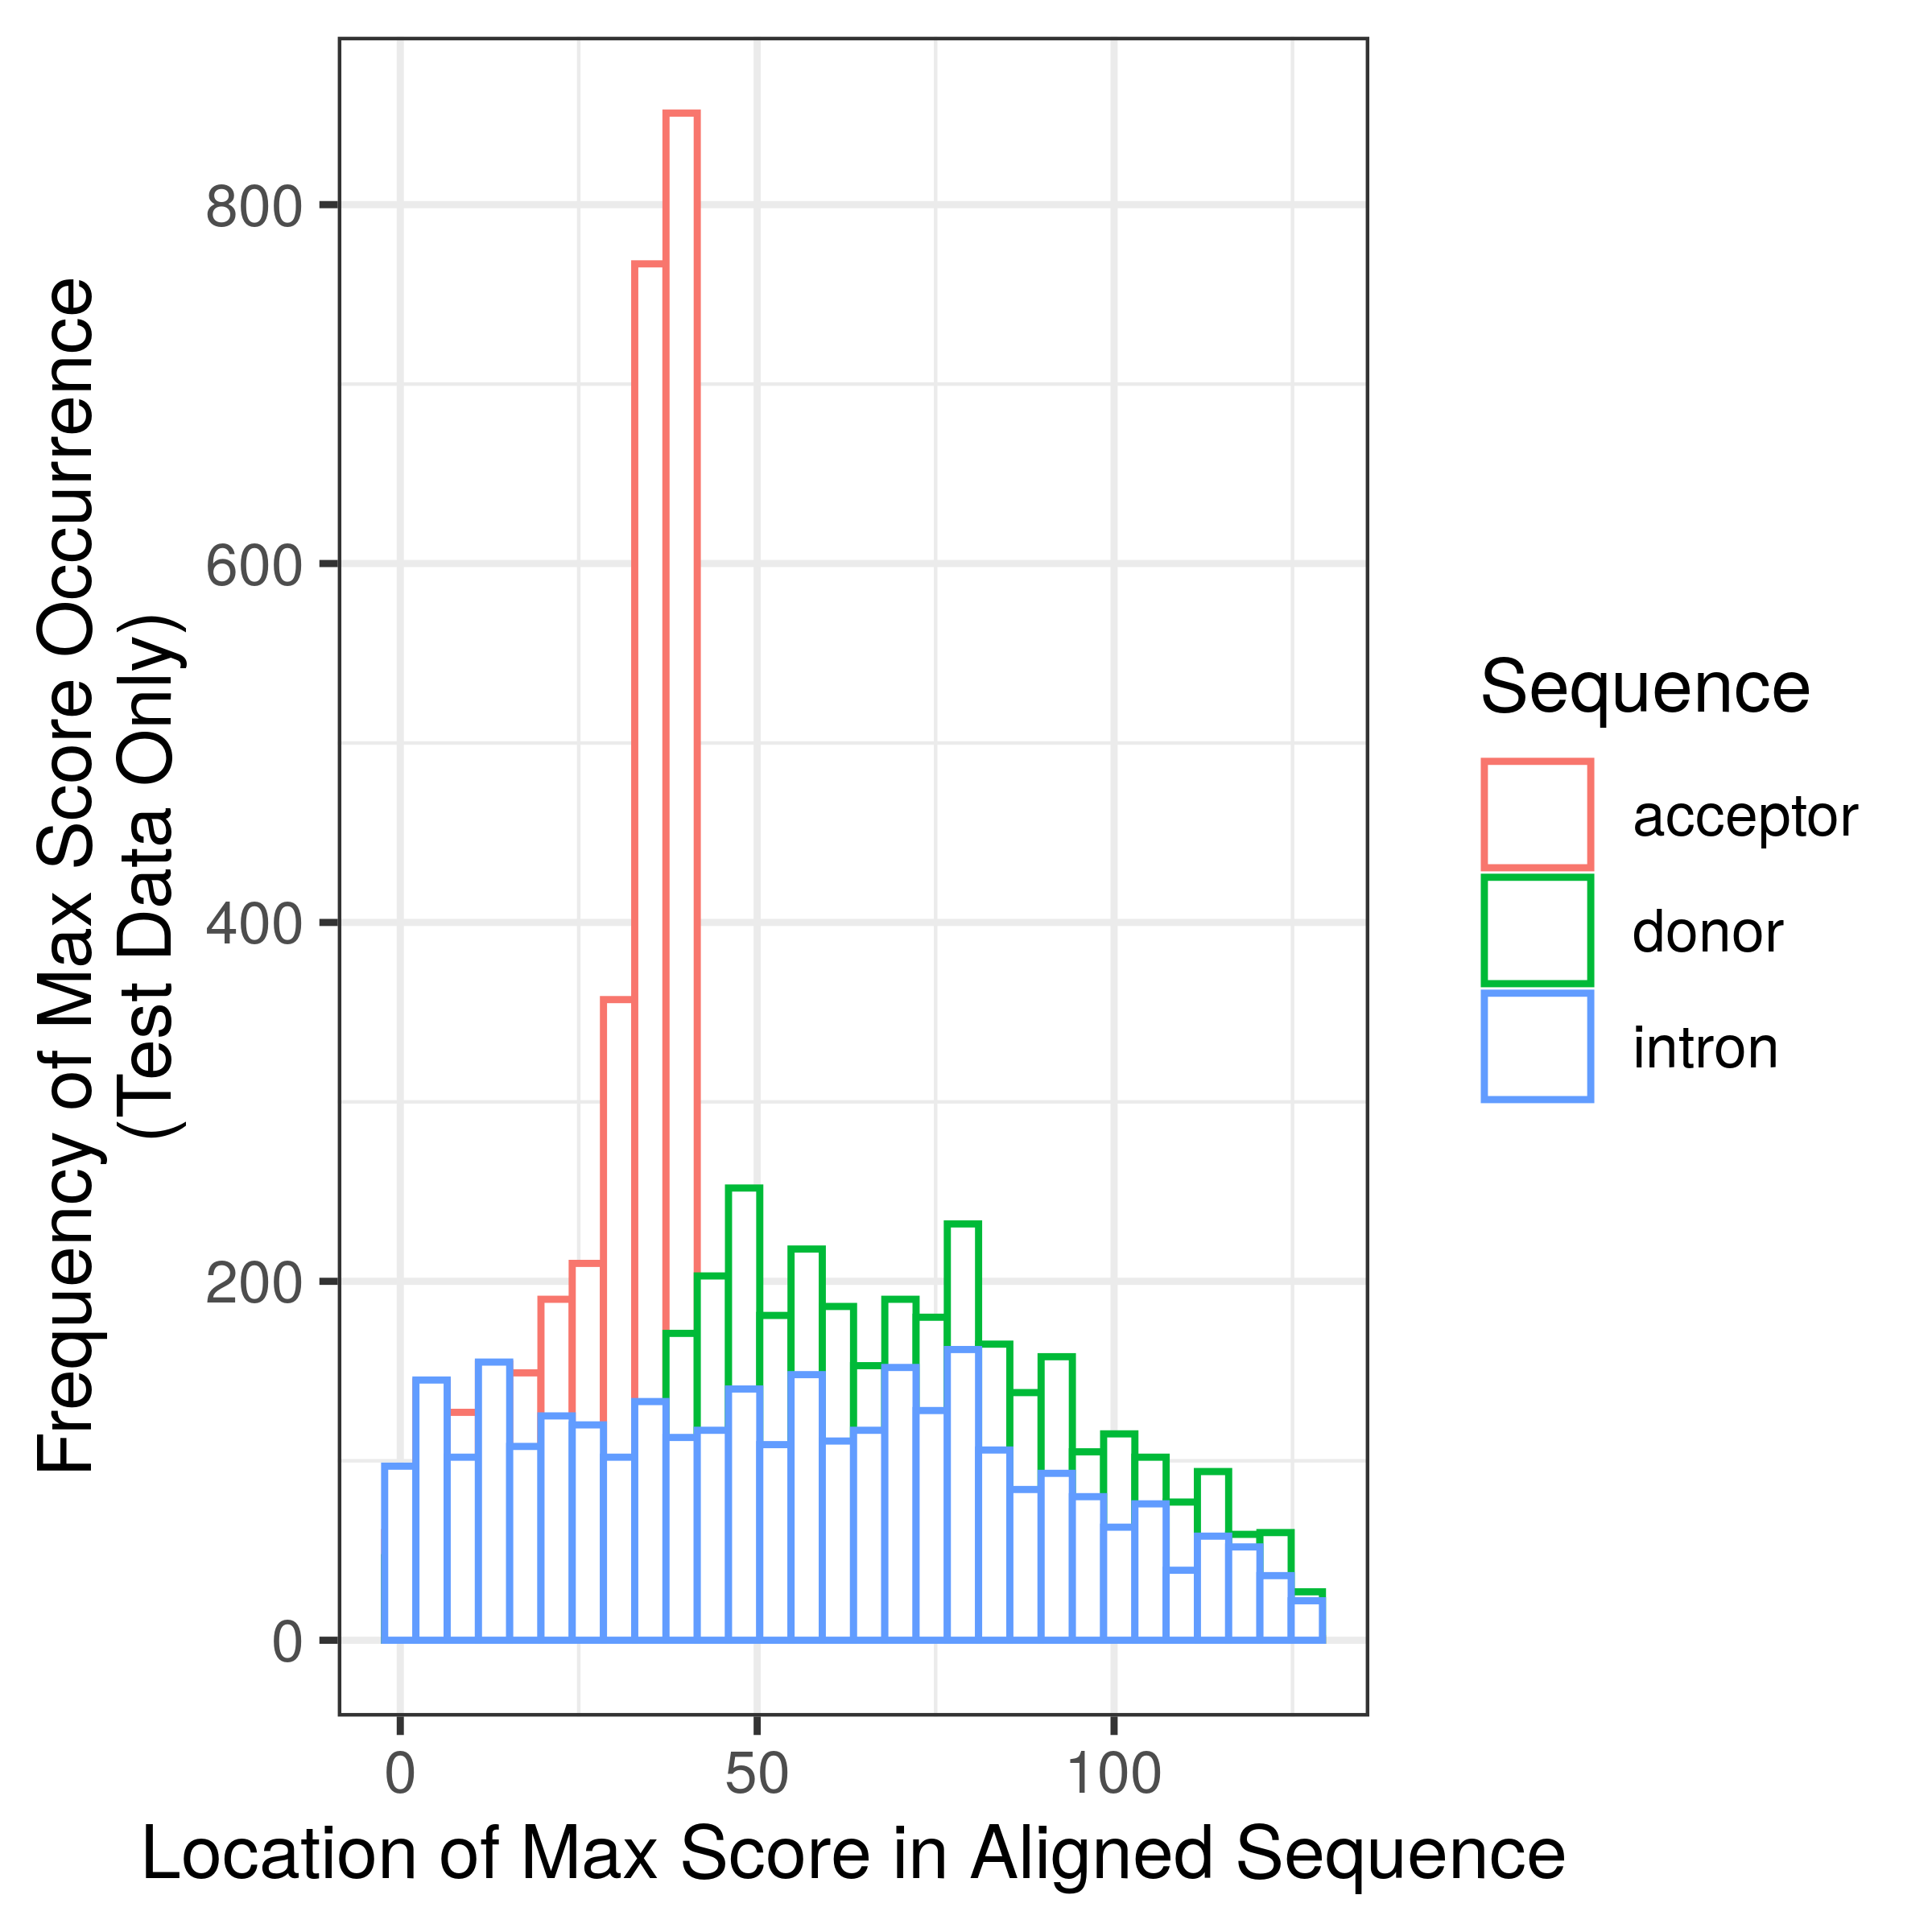 Frequency of Max Score Occurrence
(Test Data Only)
800
600
400
200
0
0
50
100
Location of Max Score in Aligned Sequence
Sequence
acceptor
donor
intron